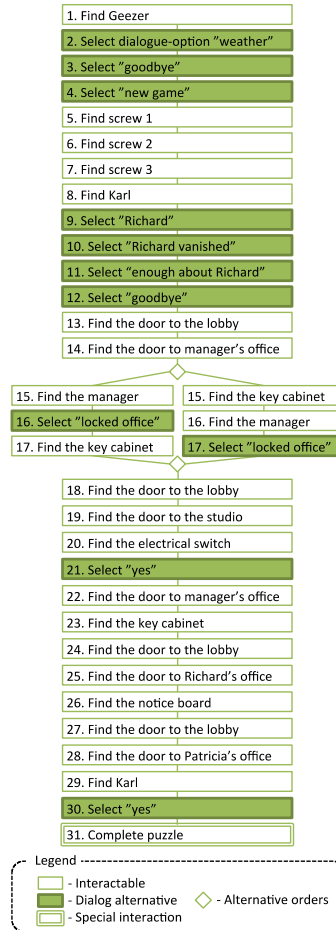 1. Find Geezer
2. Select dialogue-option ”weather”
3. Select ”goodbye”
4. Select ”new game”
5. Find screw 1
6. Find screw 2
7. Find screw 3
8. Find Karl
9. Select ”Richard”
10. Select ”Richard vanished”
11. Select “enough about Richard”
12. Select ”goodbye”
13. Find the door to the lobby
14. Find the door to manager’s office
15. Find the manager
16. Select ”locked office”
17. Find the key cabinet
15. Find the key cabinet
16. Find the manager
17. Select ”locked office”
18. Find the door to the lobby
19. Find the door to the studio
20. Find the electrical switch
21. Select ”yes”
22. Find the door to manager’s office
23. Find the key cabinet
24. Find the door to the lobby
25. Find the door to Richard’s office
26. Find the notice board
27. Find the door to the lobby
28. Find the door to Patricia’s office
29. Find Karl
30. Select ”yes”
31. Complete puzzle
Legend
- Interactable
- Dialog alternative
- Alternative orders
- Special interaction